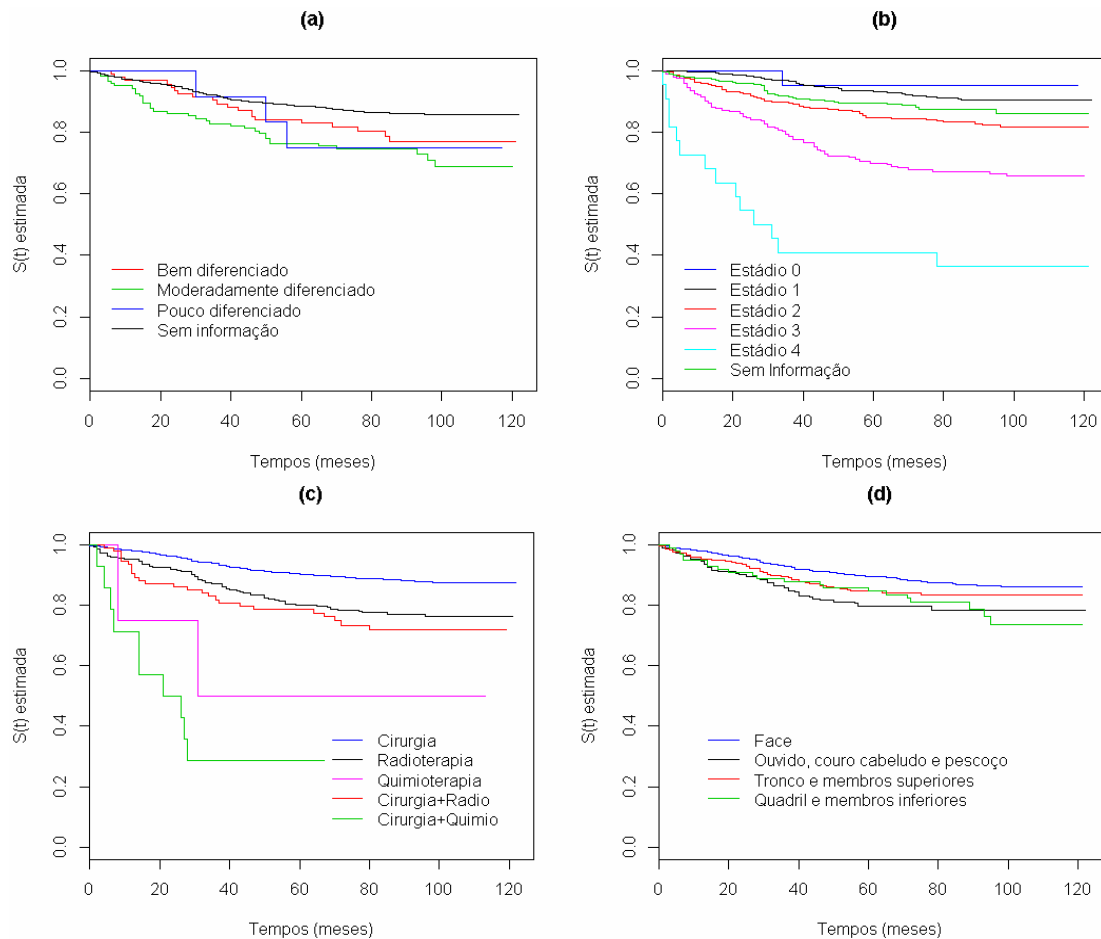 (a)
S(t) estimada
1.0
0.8
0.6
0.4
0.2
0.0
Bem diferenciado
Moderadamente diferenciado
Pouco diferenciado
Sem informação
0 20 40 60 80 100 120
Tempos (meses)
(b)
S(t) estimada
1.0
0.8
0.6
0.4
0.2
0.0
Estádio 0
Estádio 1
Estádio 2
Estádio 3
Estádio 4
Sem Informação
0 20 40 60 80 100 120
Tempos (meses)
(c)
S(t) estimada
1.0
0.8
0.6
0.4
0.2
0.0
Cirurgia
Radioterapia
Quimioterapia
Cirurgia+Radio
Cirurgia+Quimio
0 20 40 60 80 100 120
Tempos (meses)
(d)
S(t) estimada
1.0
0.8
0.6
0.4
0.2
0.0
Face
Ouvido, couro cabeludo e pescoço
Tronco e membros superiores
Quadril e membros inferiores
0 20 40 60 80 100 120
Tempos (meses)